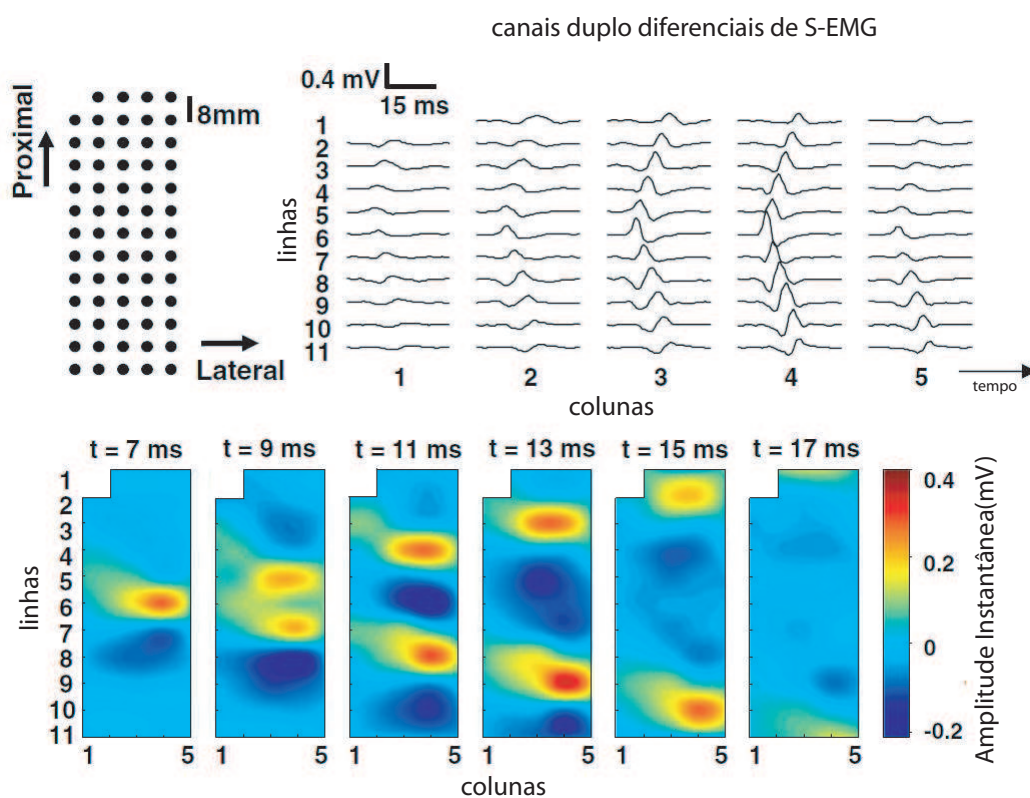 canais duplo diferenciais de S-EMG
0.4 mV
15 ms
8mm
Proximal
Lateral
linhas
1
2
3
4
5
6
7
8
9
10
11
1 2 3 4 5
tempo
colunas
t = 7 ms t = 9 ms t = 11 ms t = 13 ms t = 15 ms t = 17 ms
linhas
1
2
3
4
5
6
7
8
9
10
11
1 5 1 5 1 5 1 5 1 5 1 5
colunas
0.4
0.2
0
-0.2
Amplitude Instantânea(mV)